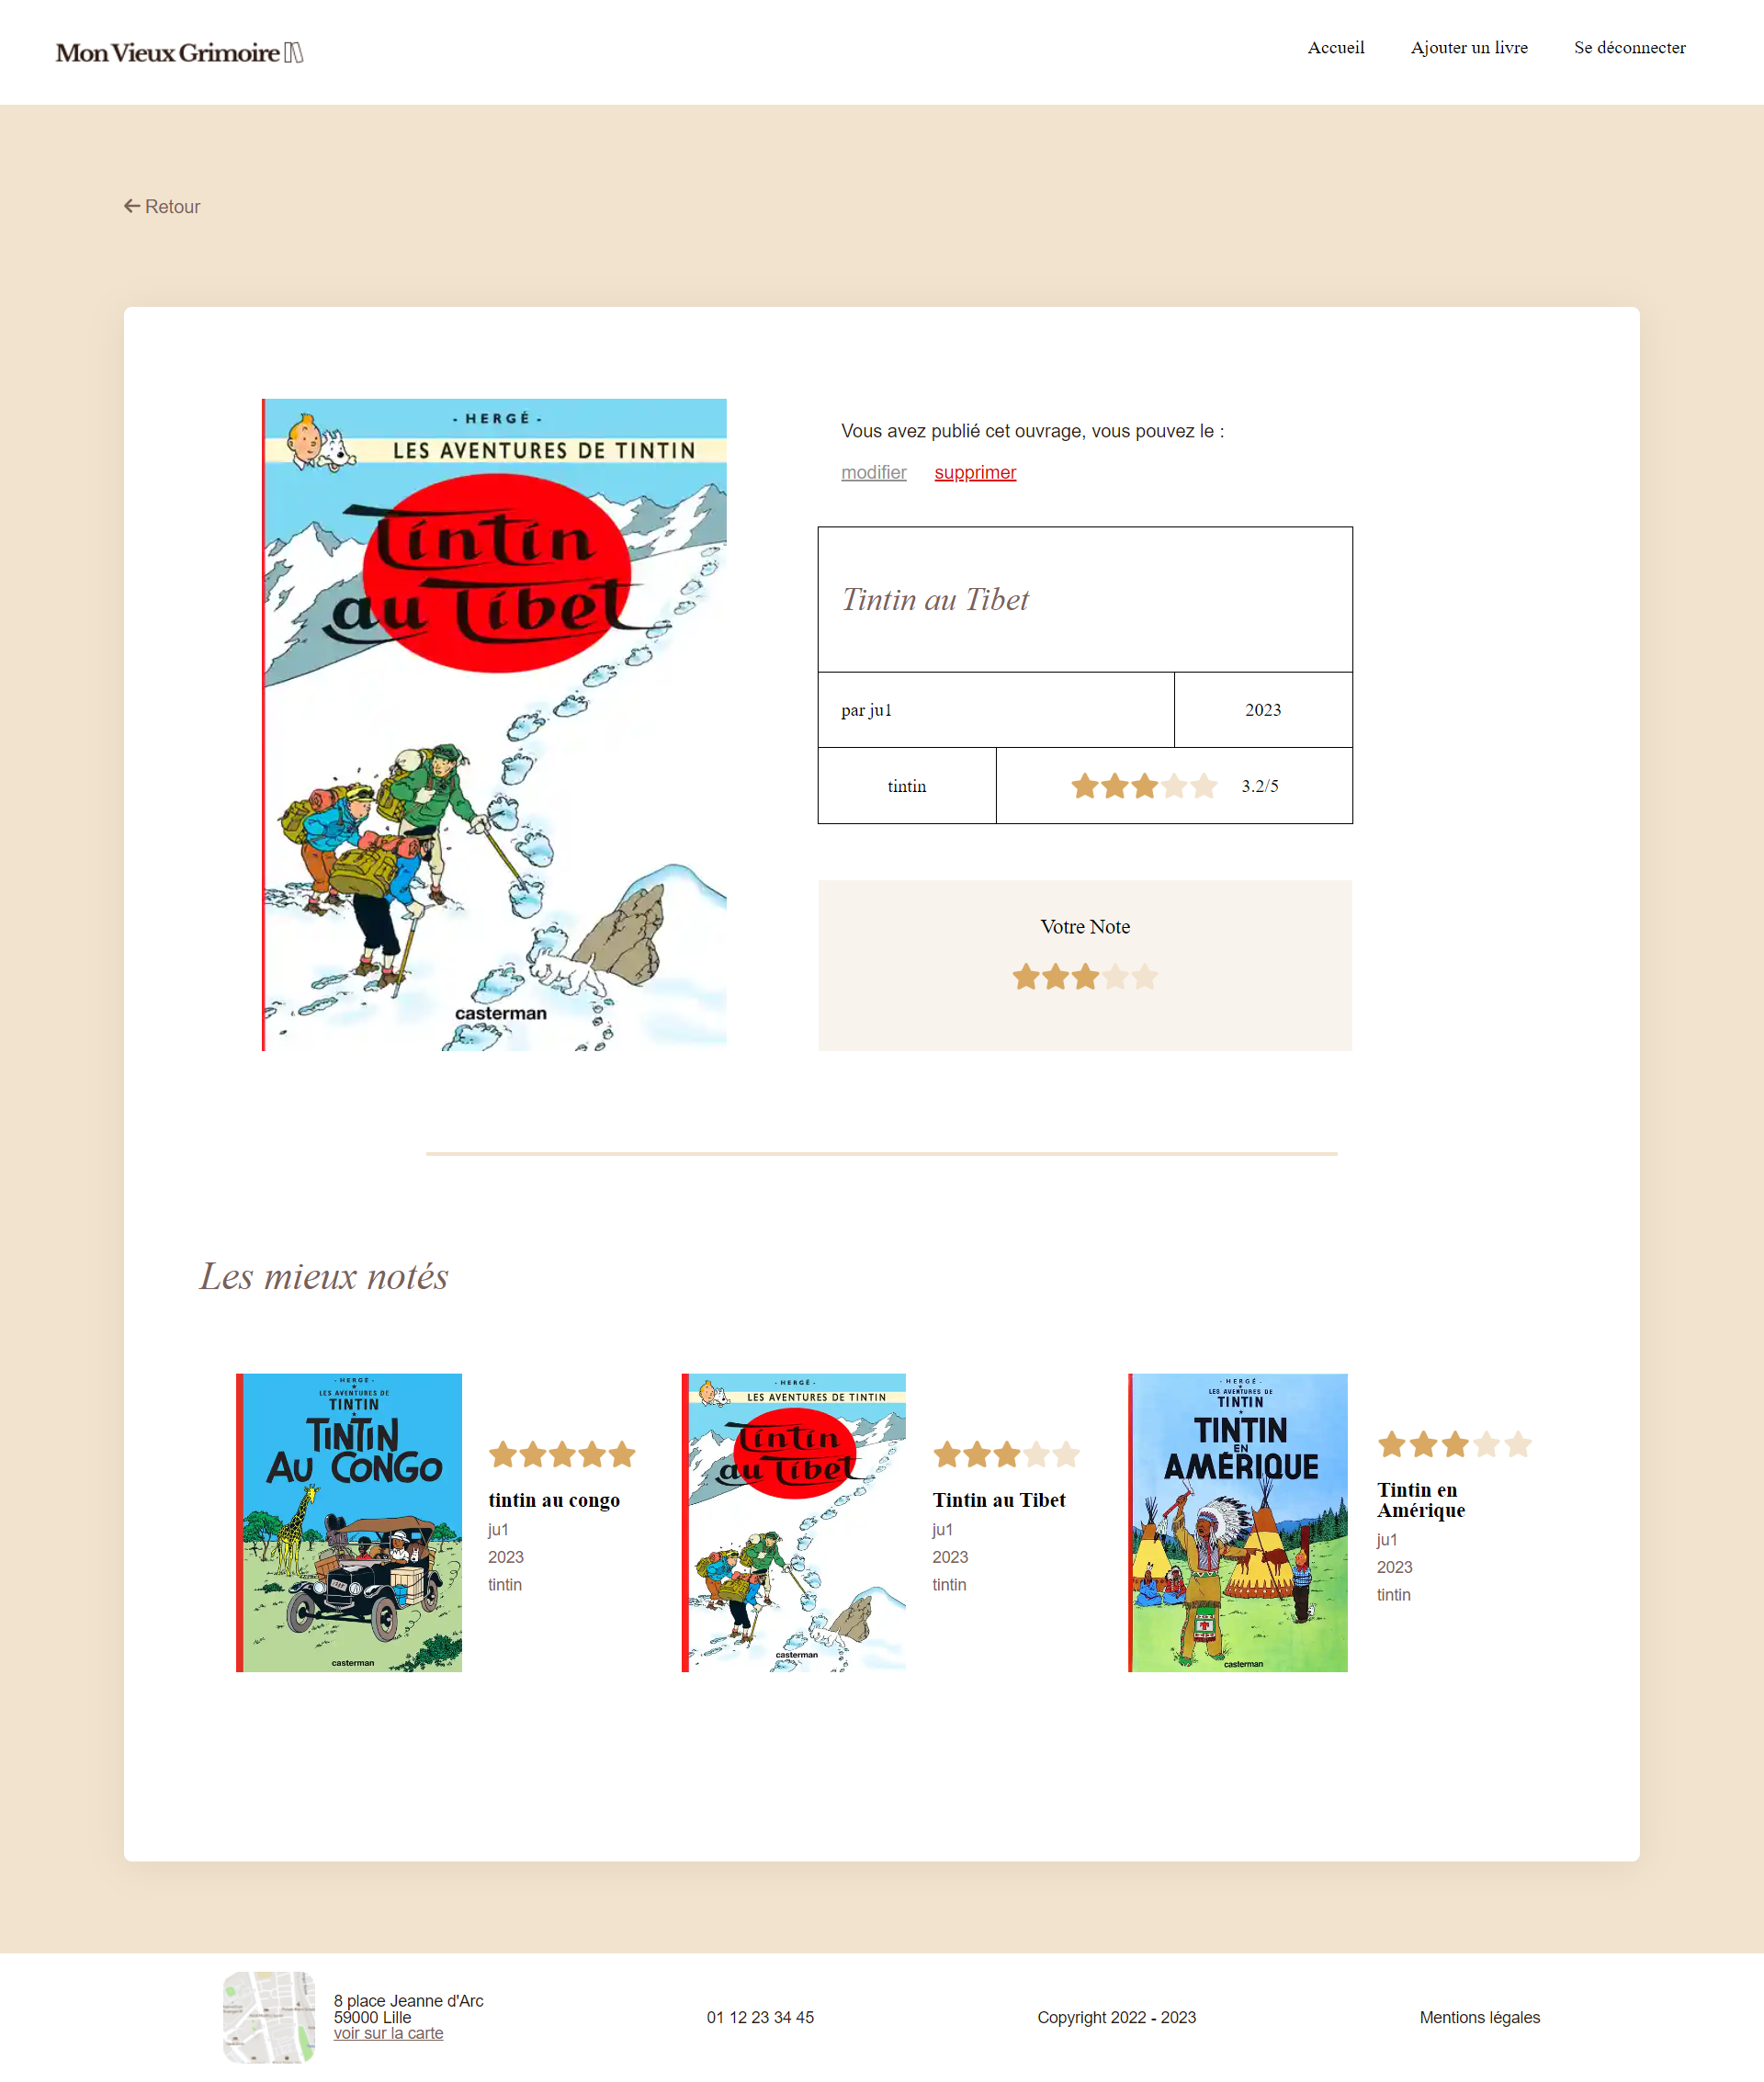 Mon Vieux Grimoire
Accueil
Ajouter un livre
Se déconnecter
Retour
- HERGÉ -
LES AVENTURES DE TINTIN
Tintin
au Tibet
casterman
Vous avez publié cet ouvrage, vous pouvez le :
modifier
supprimer
Tintin au Tibet
par ju1
2023
tintin
3.2/5
Votre Note
Les mieux notés
- HERGÉ -
LES AVENTURES DE
TINTIN
TINTIN
AU CONGO
casterman
tintin au congo
ju1
2023
tintin
- HERGÉ -
LES AVENTURES DE TINTIN
Tintin
au Tibet
casterman
Tintin au Tibet
ju1
2023
tintin
- HERGÉ -
LES AVENTURES DE
TINTIN
TINTIN
EN
AMÉRIQUE
casterman
Tintin en
Amérique
ju1
2023
tintin
8 place Jeanne d'Arc
59000 Lille
voir sur la carte
01 12 23 34 45
Copyright 2022 - 2023
Mentions légales